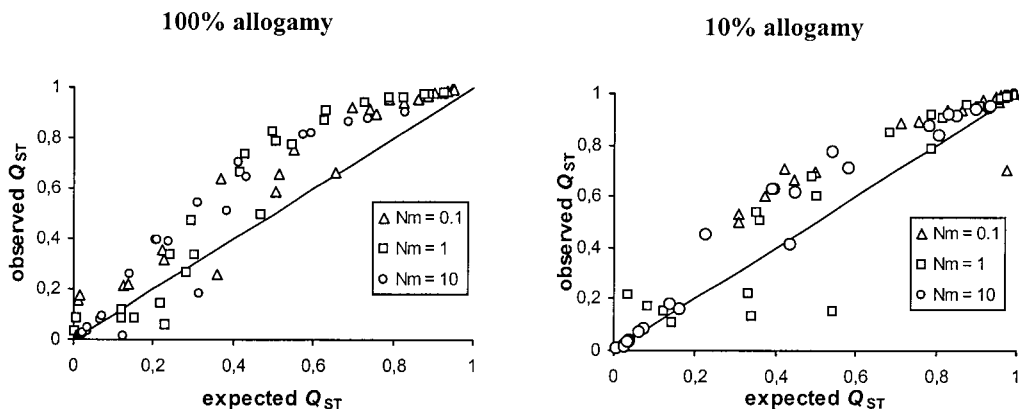 100% allogamy
observed QST
1
0,8
0,6
0,4
0,2
0
0 0,2 0,4 0,6 0,8 1
expected QST
Nm = 0.1
Nm = 1
Nm = 10
10% allogamy
observed QST
1
0,8
0,6
0,4
0,2
0
0 0,2 0,4 0,6 0,8 1
expected QST
Nm = 0.1
Nm = 1
Nm = 10